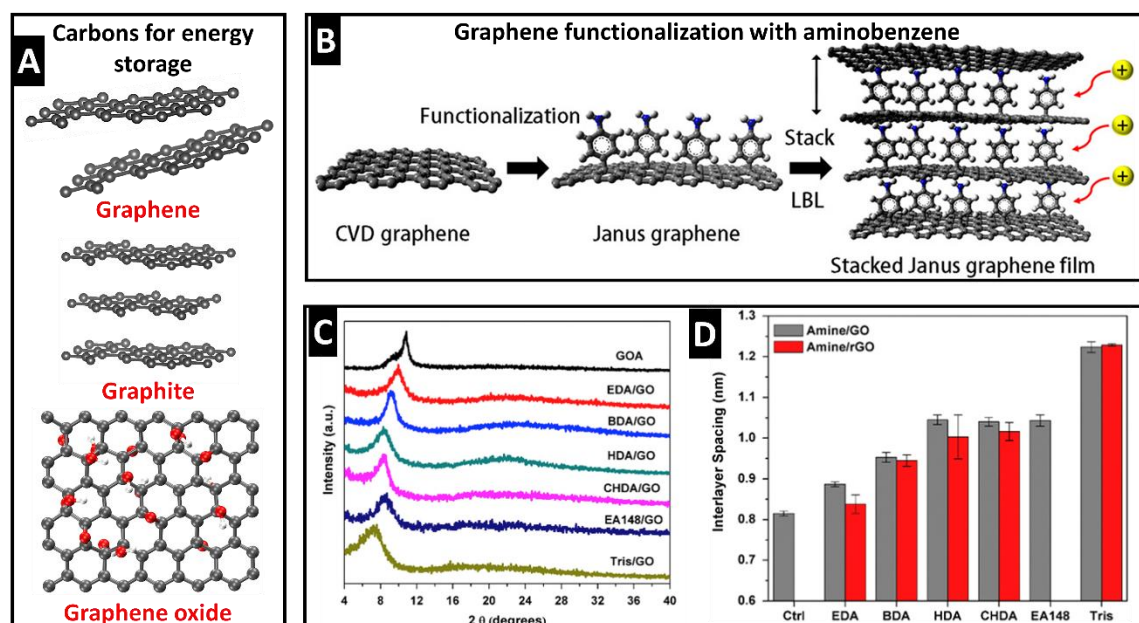 A
Carbons for energy
storage
Graphene
Graphite
Graphene oxide
B
Graphene functionalization with aminobenzene
Functionalization
Stack
LBL
CVD graphene
Janus graphene
Stacked Janus graphene film
+
+
+
C
Intensity (a.u.)
GOA
EDA/GO
BDA/GO
HDA/GO
CHDA/GO
EA148/GO
Tris/GO
4 8 12 16 20 24 28 32 36 40
2 θ (degrees)
D
Interlayer Spacing (nm)
Amine/GO
Amine/rGO
1.3
1.2
1.1
1.0
0.9
0.8
0.7
0.6
Ctrl EDA BDA HDA CHDA EA148 Tris